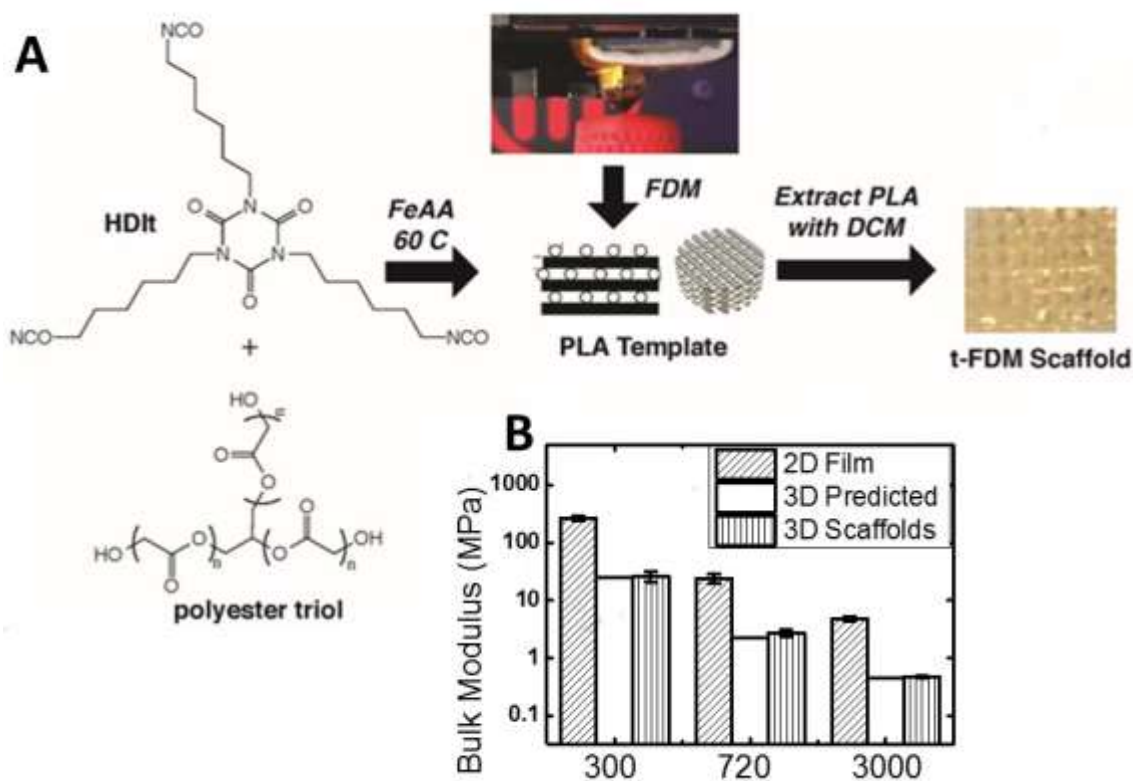 A
NCO
HDIt
O
O
N
N
N
O
NCO
NCO
+
FeAA
60 C
FDM
PLA Template
Extract PLA
with DCM
t-FDM Scaffold
HO
n
O
O
O
O
HO
O
n
O
O
n
OH
polyester triol
B
2D Film
3D Predicted
3D Scaffolds
Bulk Modulus (MPa)
1000
100
10
1
0.1
300 720 3000